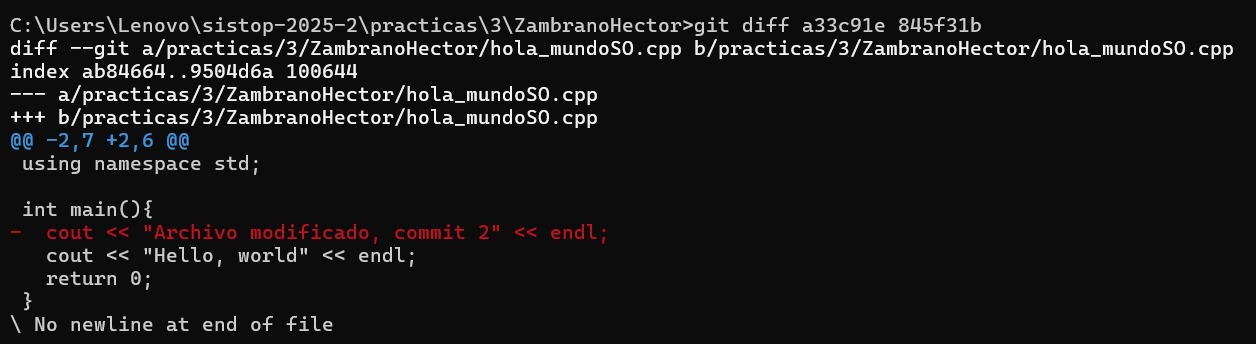 C:\Users\Lenovo\sistop-2025-2\practicas\3\ZambranoHector>git diff a33c91e 845f31b
diff --git a/practicas/3/ZambranoHector/hola_mundoSO.cpp b/practicas/3/ZambranoHector/hola_mundoSO.cpp
index ab84664..9504d6a 100644
--- a/practicas/3/ZambranoHector/hola_mundoSO.cpp
+++ b/practicas/3/ZambranoHector/hola_mundoSO.cpp
@@ -2,7 +2,6 @@
 using namespace std;

 int main(){
-  cout << "Archivo modificado, commit 2" << endl;
   cout << "Hello, world" << endl;
   return 0;
 }
\ No newline at end of file